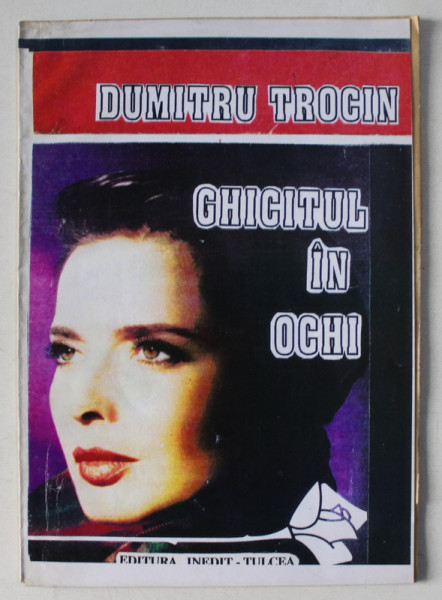 DUMITRU TROCIN
GHICITUL
ÎN
OCHI
EDITURA INEDIT - TULCEA